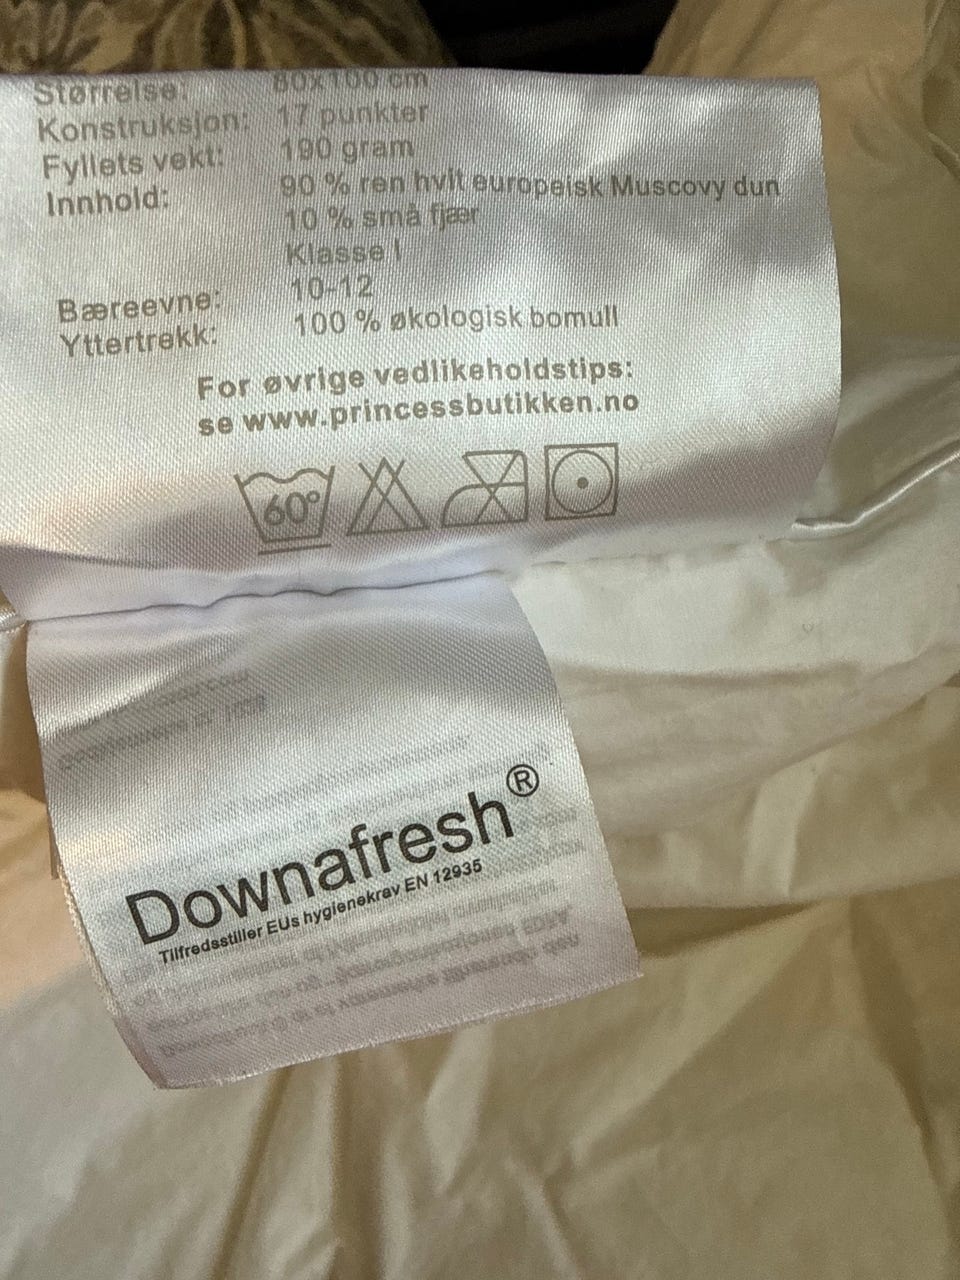 Størrelse: 80x100 cm
Konstruksjon: 17 punkter
Fyllets vekt: 190 gram
Innhold: 90 % ren hvit europeisk Muscovy dun
10 % små fjær
Klasse I
Bæreevne: 10-12
Yttertrekk: 100 % økologisk bomull
For øvrige vedlikeholdstips:
se www.princessbutikken.no
60°
Downafresh®
Tilfredsstiller EUs hygienekrav EN 12935